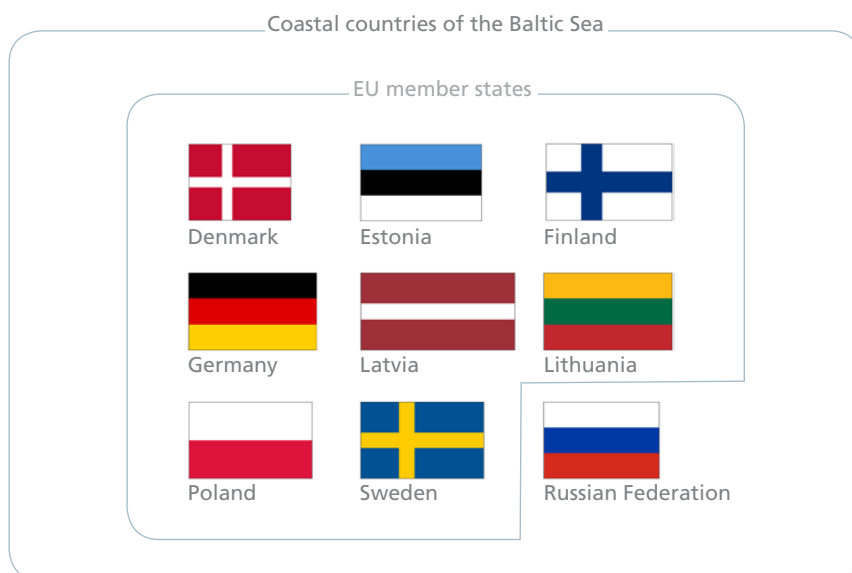 Coastal countries of the Baltic Sea
EU member states
Denmark
Estonia
Finland
Germany
Latvia
Lithuania
Poland
Sweden
Russian Federation